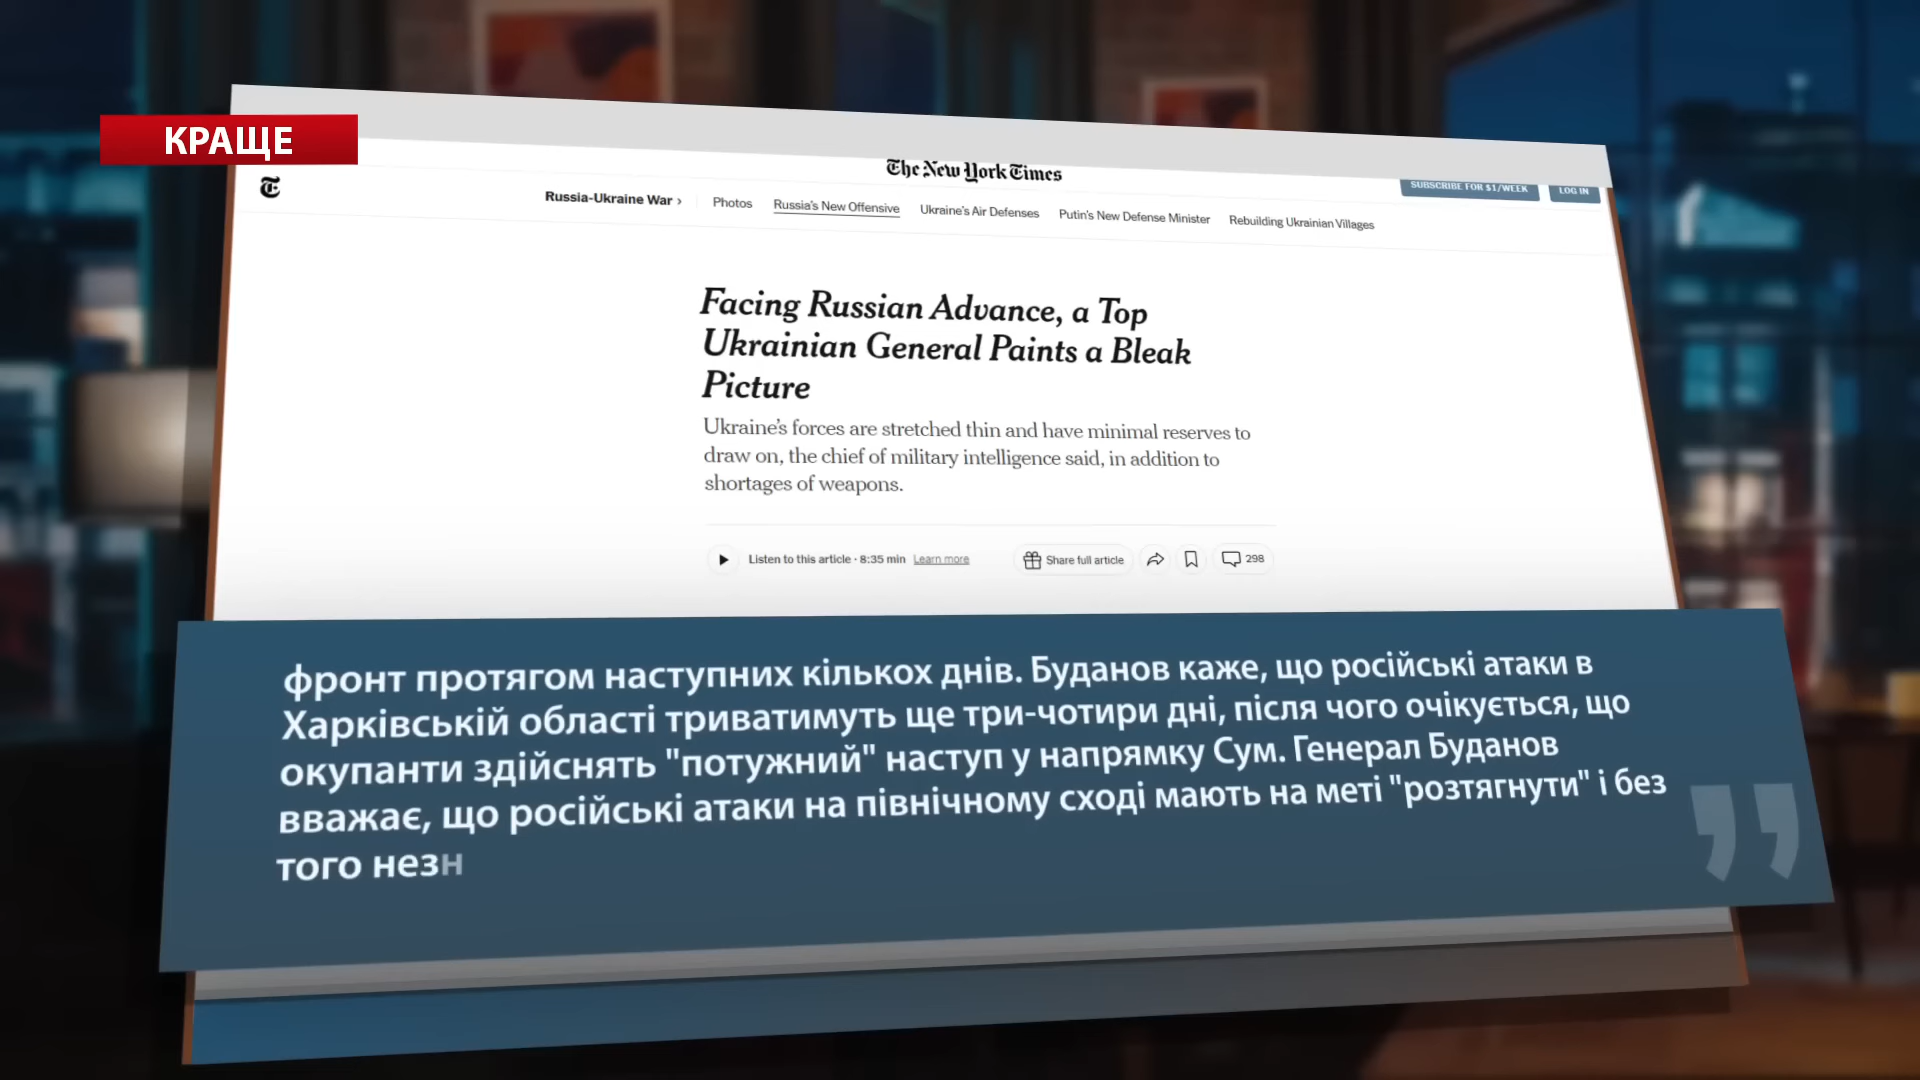 КРАЩЕ
The New York Times
SUBSCRIBE FOR $1/WEEK
LOG IN
Russia-Ukraine War ›
Photos
Russia's New Offensive
Ukraine's Air Defenses
Putin's New Defense Minister
Rebuilding Ukrainian Villages
Facing Russian Advance, a Top
Ukrainian General Paints a Bleak
Picture
Ukraine's forces are stretched thin and have minimal reserves to
draw on, the chief of military intelligence said, in addition to
shortages of weapons.
Listen to this article · 8:35 min Learn more
Share full article
298
фронт протягом наступних кількох днів. Буданов каже, що російські атаки в
Харківській області триватимуть ще три-чотири дні, після чого очікується, що
окупанти здійснять "потужний" наступ у напрямку Сум. Генерал Буданов
вважає, що російські атаки на північному сході мають на меті "розтягнути" і без
того незн